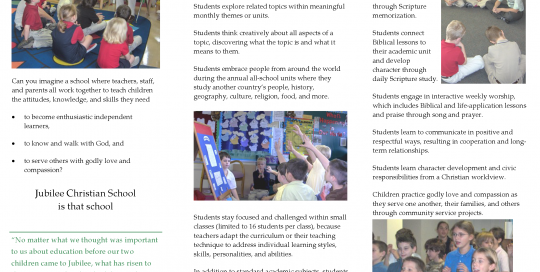 Can you imagine a school where teachers, staff,
and parents all work together to teach children
the attitudes, knowledge, and skills they need
• to become enthusiastic independent
learners,
• to know and walk with God, and
• to serve others with godly love and
compassion?
Jubilee Christian School
is that school
"No matter what we thought was important
to us about education before our two
children came to Jubilee, what has risen to
Students explore related topics within meaningful
monthly themes or units.
Students think creatively about all aspects of a
topic, discovering what the topic is and what it
means to them.
Students embrace people from around the world
during the annual all-school units where they
study another country's people, history,
geography, culture, religion, food, and more.
Students stay focused and challenged within small
classes (limited to 16 students per class), because
teachers adapt the curriculum or their teaching
technique to address individual learning styles,
skills, personalities, and abilities.
In addition to standard academic subjects, students
through Scripture
memorization.
Students connect
Biblical lessons to
their academic unit
and develop
character through
daily Scripture study.
Students engage in interactive weekly worship,
which includes Biblical and life-application lessons
and praise through song and prayer.
Students learn to communicate in positive and
respectful ways, resulting in cooperation and long-
term relationships.
Students learn character development and civic
responsibilities from a Christian worldview.
Children practice godly love and compassion as
they serve one another, their families, and others
through community service projects.